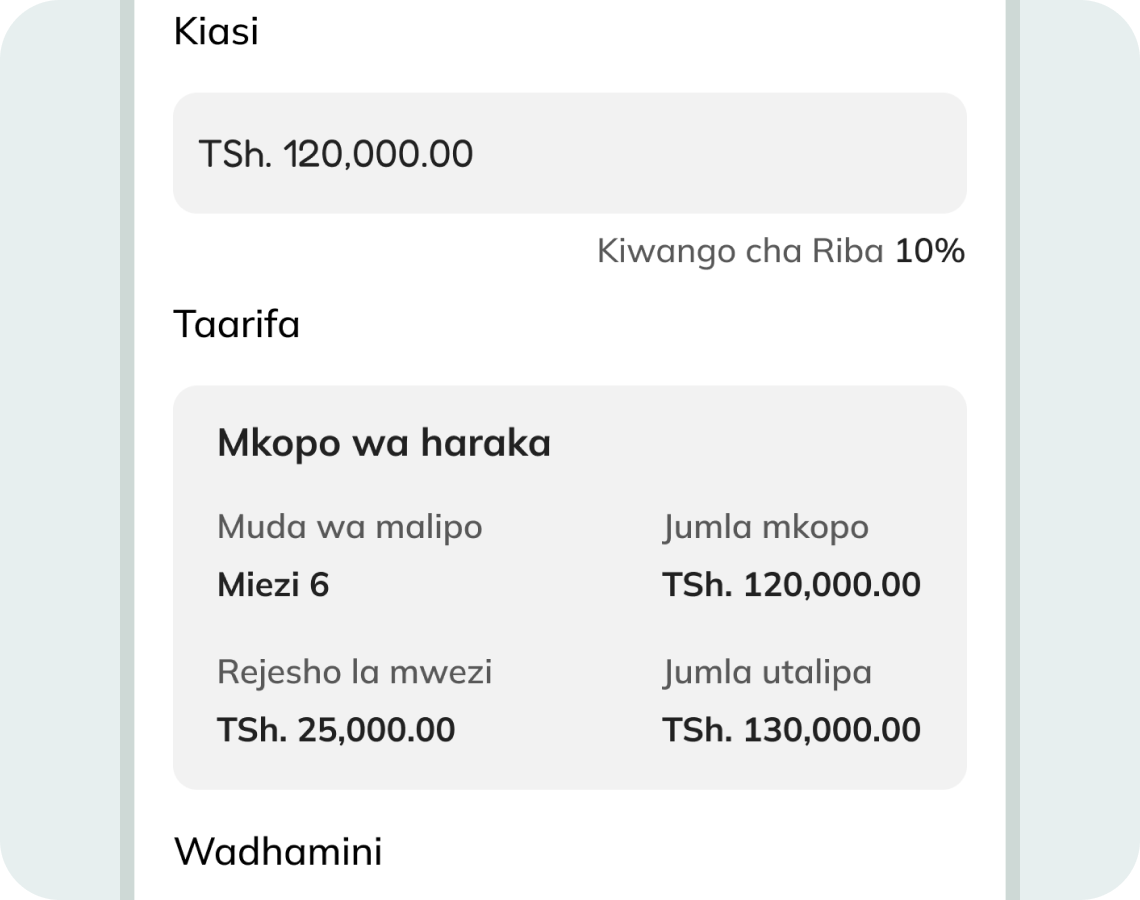 Kiasi
TSh. 120,000.00
Kiwango cha Riba 10%
Taarifa
Mkopo wa haraka
Muda wa malipo
Jumla mkopo
Miezi 6
TSh. 120,000.00
Rejesho la mwezi
Jumla utalipa
TSh. 25,000.00
TSh. 130,000.00
Wadhamini